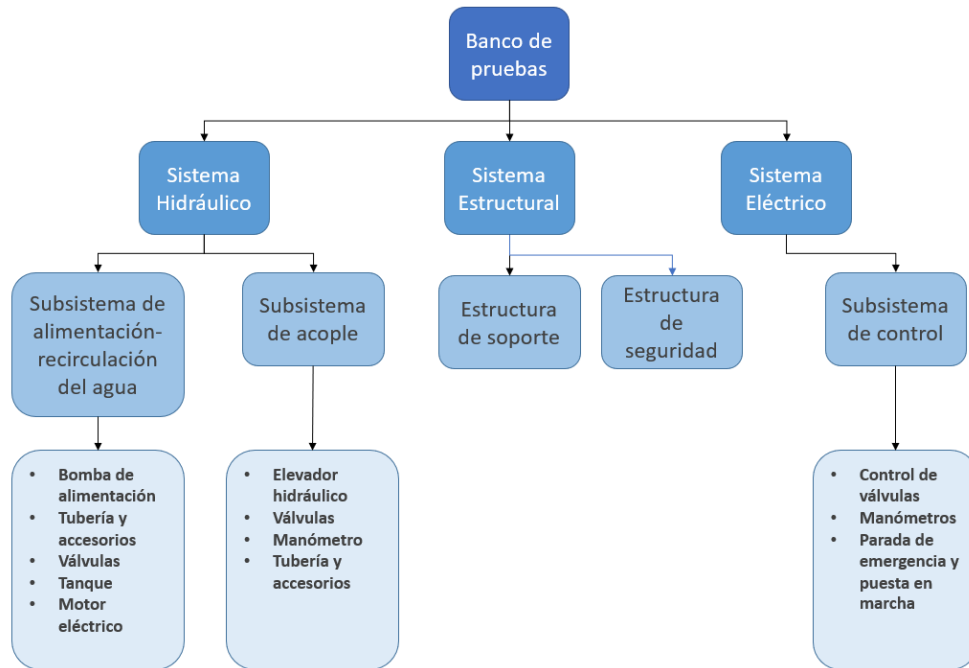 Banco de
pruebas
Sistema
Hidráulico
Sistema
Estructural
Sistema
Eléctrico
Subsistema de
alimentación-
recirculación
del agua
Subsistema
de acople
Estructura
de soporte
Estructura
de
seguridad
Subsistema
de control
• Bomba de
alimentación
• Tubería y
accesorios
• Válvulas
• Tanque
• Motor
eléctrico
• Elevador
hidráulico
• Válvulas
• Manómetro
• Tubería y
accesorios
• Control de
válvulas
• Manómetros
• Parada de
emergencia y
puesta en
marcha